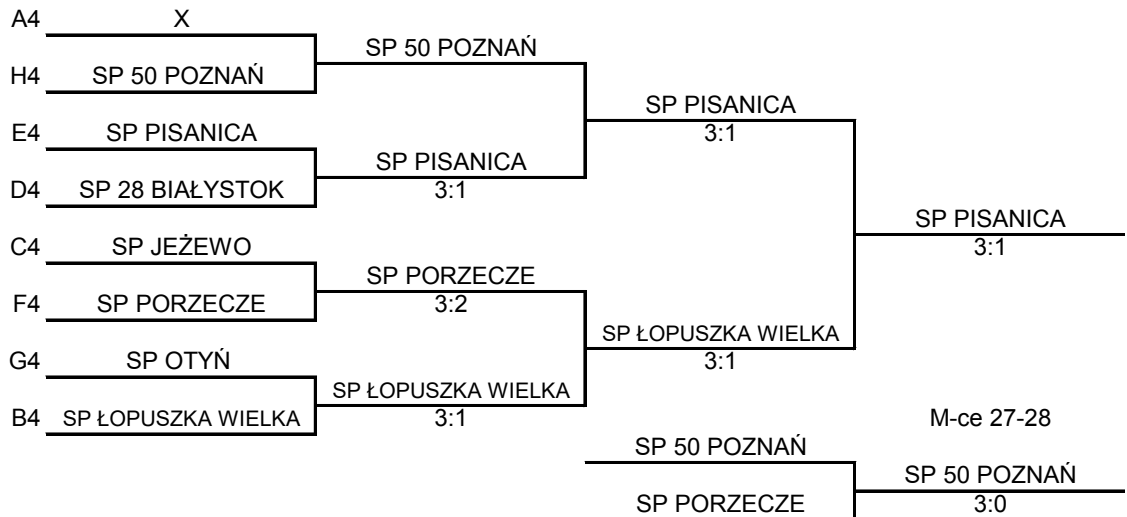 A4 X
SP 50 POZNAŃ
H4 SP 50 POZNAŃ
SP PISANICA
E4 SP PISANICA
3:1
SP PISANICA
D4 SP 28 BIAŁYSTOK
3:1
SP PISANICA
C4 SP JEŻEWO
3:1
SP PORZECZE
F4 SP PORZECZE
3:2
SP ŁOPUSZKA WIELKA
G4 SP OTYŃ
3:1
SP ŁOPUSZKA WIELKA
B4 SP ŁOPUSZKA WIELKA
3:1
M-ce 27-28
SP 50 POZNAŃ
SP 50 POZNAŃ
SP PORZECZE
3:0